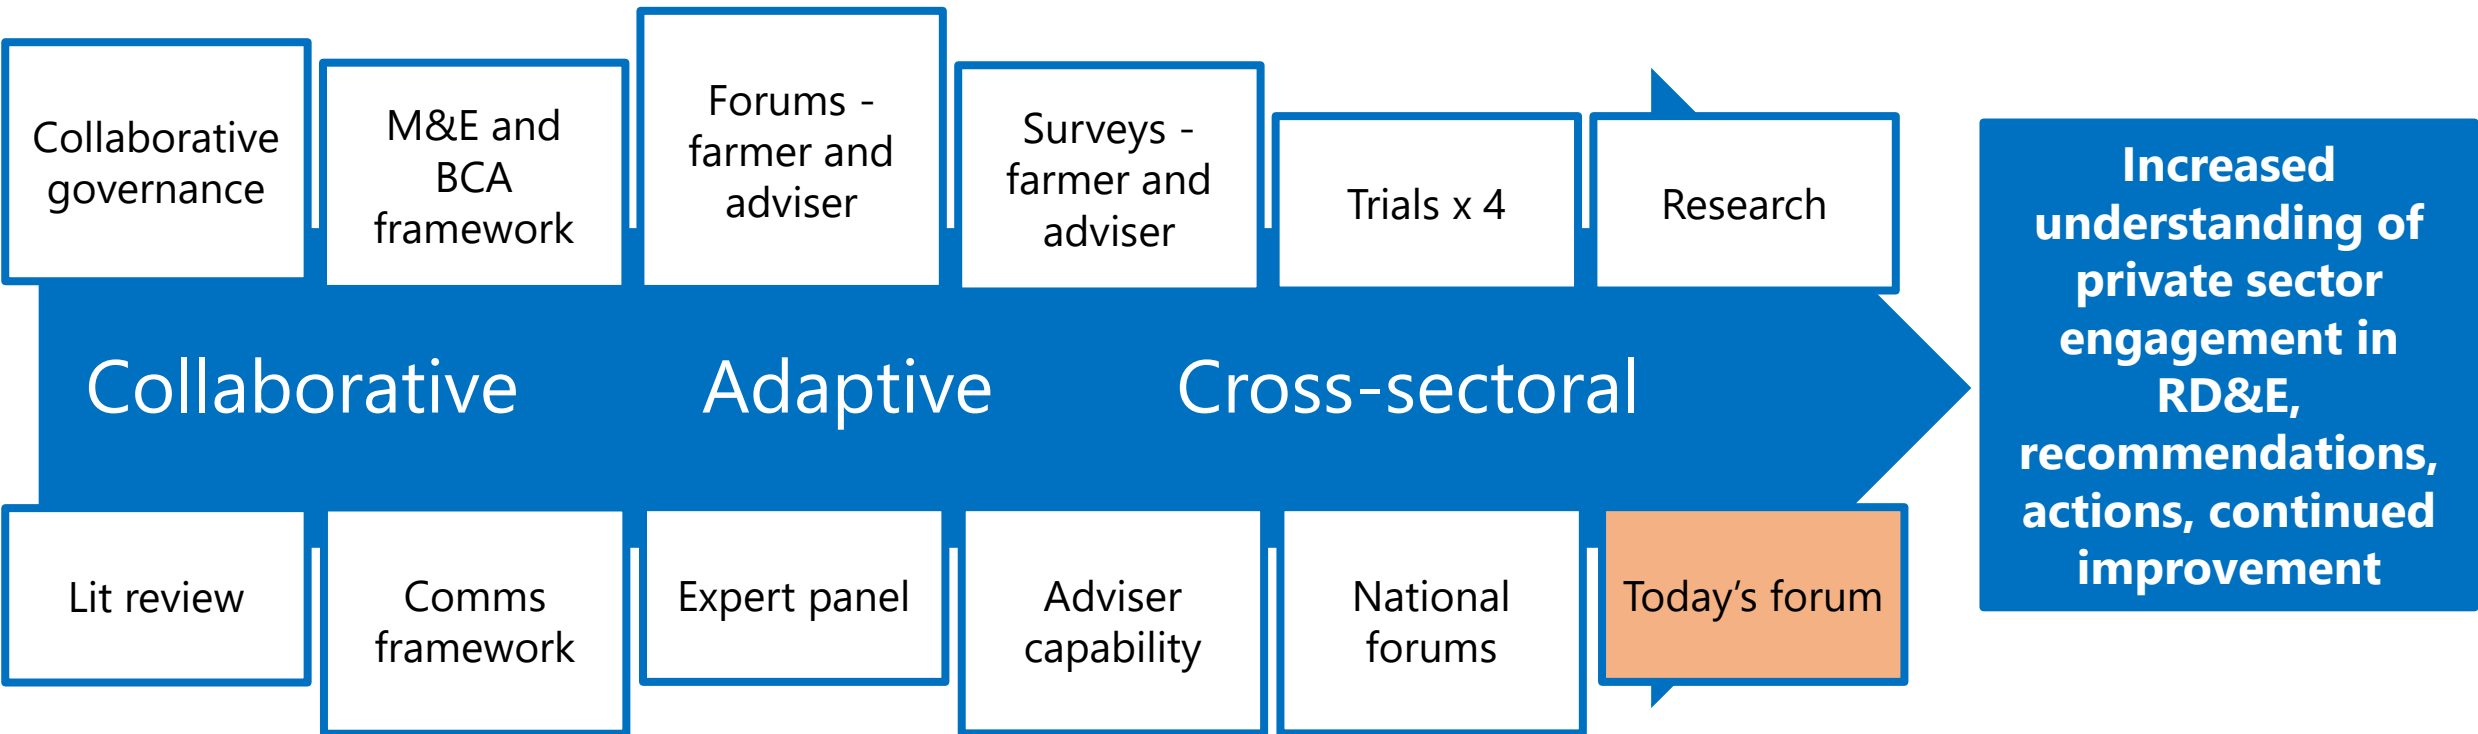 Collaborative
governance
M&E and
BCA
framework
Forums -
farmer and
adviser
Surveys -
farmer and
adviser
Trials x 4
Research
Collaborative
Adaptive
Cross-sectoral
Lit review
Comms
framework
Expert panel
Adviser
capability
National
forums
Today’s forum
Increased
understanding of
private sector
engagement in
RD&E,
recommendations,
actions, continued
improvement